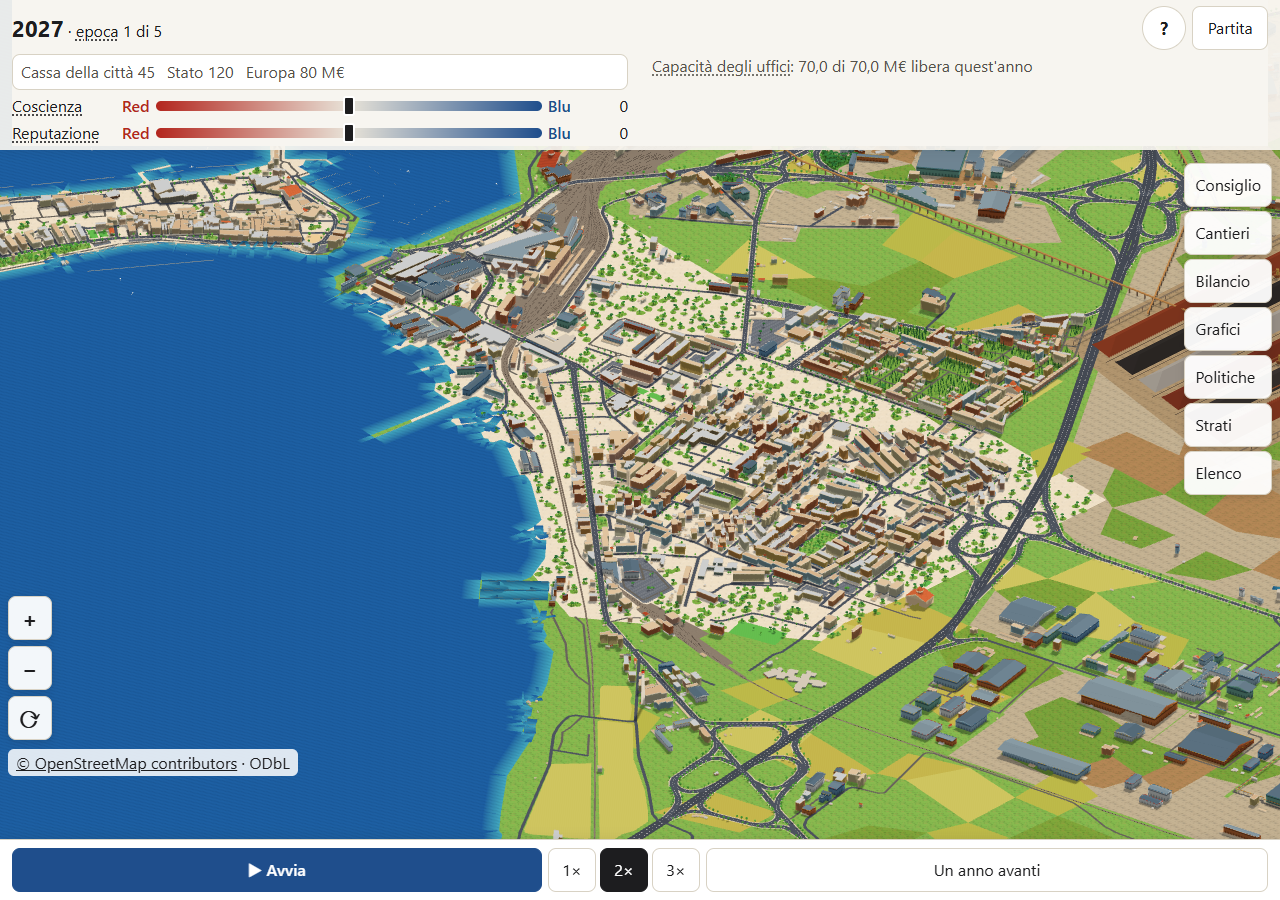 2027 · epoca 1 di 5
? Partita
Cassa della città 45 Stato 120 Europa 80 M€
Capacità degli uffici: 70,0 di 70,0 M€ libera quest'anno
Coscienza Red Blu 0
Reputazione Red Blu 0
Consiglio
Cantieri
Bilancio
Grafici
Politiche
Strati
Elenco
+
−
© OpenStreetMap contributors · ODbL
Avvia 1× 2× 3× Un anno avanti